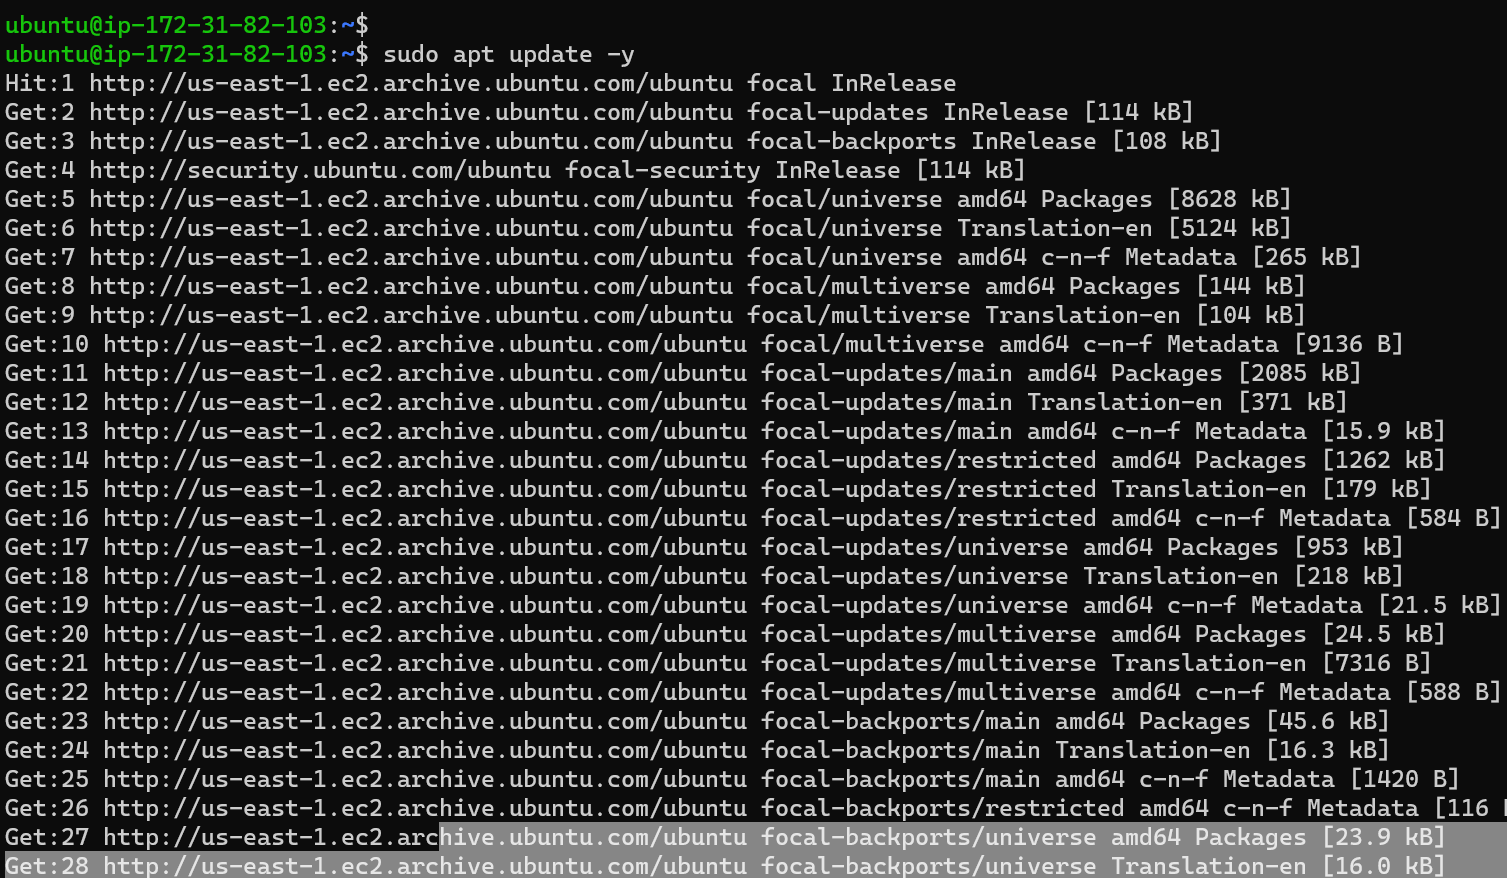 ubuntu@ip-172-31-82-103:~$
ubuntu@ip-172-31-82-103:~$ sudo apt update -y
Hit:1 http://us-east-1.ec2.archive.ubuntu.com/ubuntu focal InRelease
Get:2 http://us-east-1.ec2.archive.ubuntu.com/ubuntu focal-updates InRelease [114 kB]
Get:3 http://us-east-1.ec2.archive.ubuntu.com/ubuntu focal-backports InRelease [108 kB]
Get:4 http://security.ubuntu.com/ubuntu focal-security InRelease [114 kB]
Get:5 http://us-east-1.ec2.archive.ubuntu.com/ubuntu focal/universe amd64 Packages [8628 kB]
Get:6 http://us-east-1.ec2.archive.ubuntu.com/ubuntu focal/universe Translation-en [5124 kB]
Get:7 http://us-east-1.ec2.archive.ubuntu.com/ubuntu focal/universe amd64 c-n-f Metadata [265 kB]
Get:8 http://us-east-1.ec2.archive.ubuntu.com/ubuntu focal/multiverse amd64 Packages [144 kB]
Get:9 http://us-east-1.ec2.archive.ubuntu.com/ubuntu focal/multiverse Translation-en [104 kB]
Get:10 http://us-east-1.ec2.archive.ubuntu.com/ubuntu focal/multiverse amd64 c-n-f Metadata [9136 B]
Get:11 http://us-east-1.ec2.archive.ubuntu.com/ubuntu focal-updates/main amd64 Packages [2085 kB]
Get:12 http://us-east-1.ec2.archive.ubuntu.com/ubuntu focal-updates/main Translation-en [371 kB]
Get:13 http://us-east-1.ec2.archive.ubuntu.com/ubuntu focal-updates/main amd64 c-n-f Metadata [15.9 kB]
Get:14 http://us-east-1.ec2.archive.ubuntu.com/ubuntu focal-updates/restricted amd64 Packages [1262 kB]
Get:15 http://us-east-1.ec2.archive.ubuntu.com/ubuntu focal-updates/restricted Translation-en [179 kB]
Get:16 http://us-east-1.ec2.archive.ubuntu.com/ubuntu focal-updates/restricted amd64 c-n-f Metadata [584 B]
Get:17 http://us-east-1.ec2.archive.ubuntu.com/ubuntu focal-updates/universe amd64 Packages [953 kB]
Get:18 http://us-east-1.ec2.archive.ubuntu.com/ubuntu focal-updates/universe Translation-en [218 kB]
Get:19 http://us-east-1.ec2.archive.ubuntu.com/ubuntu focal-updates/universe amd64 c-n-f Metadata [21.5 kB]
Get:20 http://us-east-1.ec2.archive.ubuntu.com/ubuntu focal-updates/multiverse amd64 Packages [24.5 kB]
Get:21 http://us-east-1.ec2.archive.ubuntu.com/ubuntu focal-updates/multiverse Translation-en [7316 B]
Get:22 http://us-east-1.ec2.archive.ubuntu.com/ubuntu focal-updates/multiverse amd64 c-n-f Metadata [588 B]
Get:23 http://us-east-1.ec2.archive.ubuntu.com/ubuntu focal-backports/main amd64 Packages [45.6 kB]
Get:24 http://us-east-1.ec2.archive.ubuntu.com/ubuntu focal-backports/main Translation-en [16.3 kB]
Get:25 http://us-east-1.ec2.archive.ubuntu.com/ubuntu focal-backports/main amd64 c-n-f Metadata [1420 B]
Get:26 http://us-east-1.ec2.archive.ubuntu.com/ubuntu focal-backports/restricted amd64 c-n-f Metadata [116
Get:27 http://us-east-1.ec2.archive.ubuntu.com/ubuntu focal-backports/universe amd64 Packages [23.9 kB]
Get:28 http://us-east-1.ec2.archive.ubuntu.com/ubuntu focal-backports/universe Translation-en [16.0 kB]